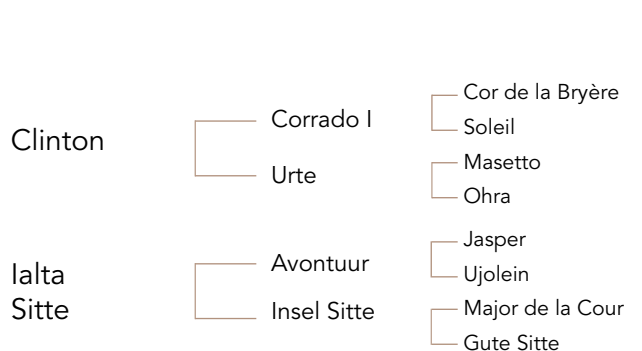 Clinton
Corrado I
Cor de la Bryère
Soleil
Urte
Masetto
Ohra
Ialta
Sitte
Avontuur
Jasper
Ujolein
Insel Sitte
Major de la Cour
Gute Sitte